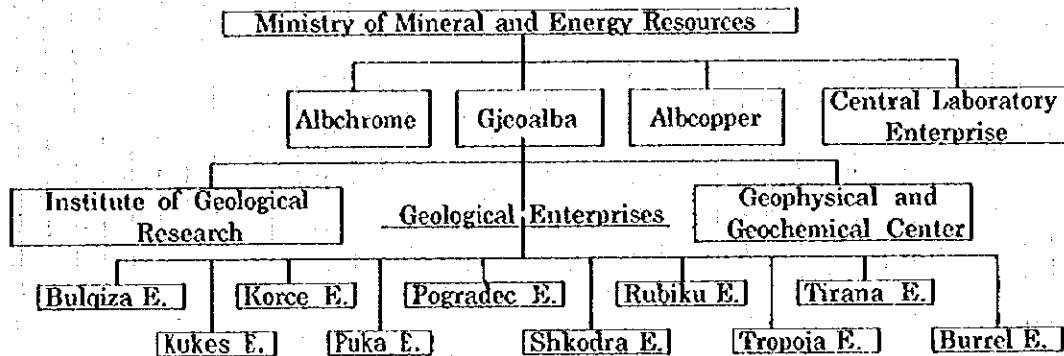 Ministry of Mineral and Energy Resources
Albchrome
Gjeoalba
Albcopper
Central Laboratory
Enterprise
Institute of Geological
Research
Geological Enterprises
Geophysical and
Geochemical Center
Bulqiza E.
Korce E.
Pogradec E.
Rubiku E.
Tirana E.
Kukes E.
Puka E.
Shkodra E.
Tropoja E.
Burrel E.